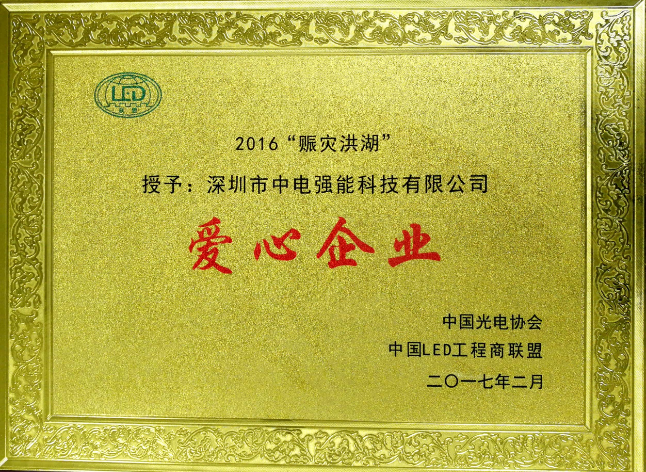 LED
2016“赈灾洪湖”
授予：深圳市中电强能科技有限公司
爱心企业
中国光电协会
中国LED工程商联盟
二〇一七年二月